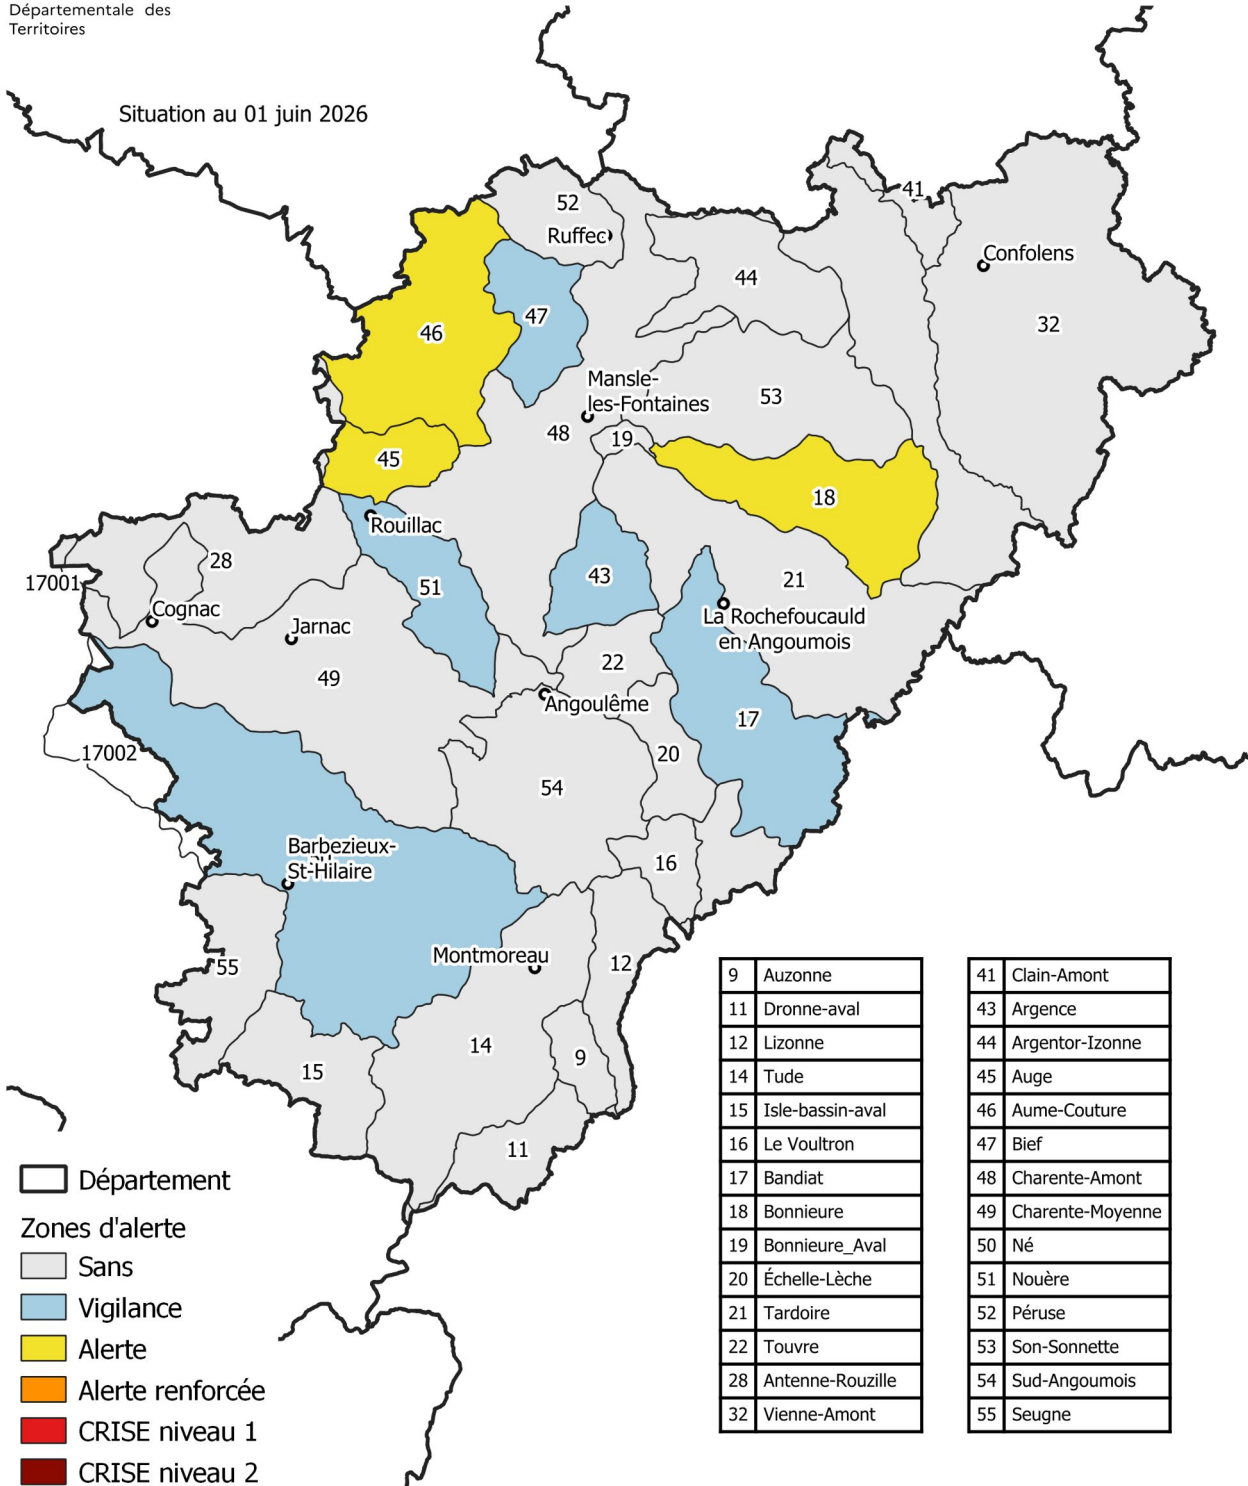 Départementale des
Territoires
Situation au 01 juin 2026
52
Ruffec
41
Confolens
44
47
46
32
Mansle-
les-Fontaines
53
48
19
45
18
Rouillac
28
17001
51
43
21
Cognac
La Rochefoucauld
en Angoumois
Jarnac
22
49
Angoulême
17
20
17002
54
Barbezieux-
St-Hilaire
16
Montmoreau
12
55
14
9
15
11
9 Auzonne
11 Dronne-aval
12 Lizonne
14 Tude
15 Isle-bassin-aval
16 Le Voultron
17 Bandiat
18 Bonnieure
19 Bonnieure_Aval
20 Échelle-Lèche
21 Tardoire
22 Touvre
28 Antenne-Rouzille
32 Vienne-Amont
41 Clain-Amont
43 Argence
44 Argentor-Izonne
45 Auge
46 Aume-Couture
47 Bief
48 Charente-Amont
49 Charente-Moyenne
50 Né
51 Nouère
52 Péruse
53 Son-Sonnette
54 Sud-Angoumois
55 Seugne
Département
Zones d'alerte
Sans
Vigilance
Alerte
Alerte renforcée
CRISE niveau 1
CRISE niveau 2